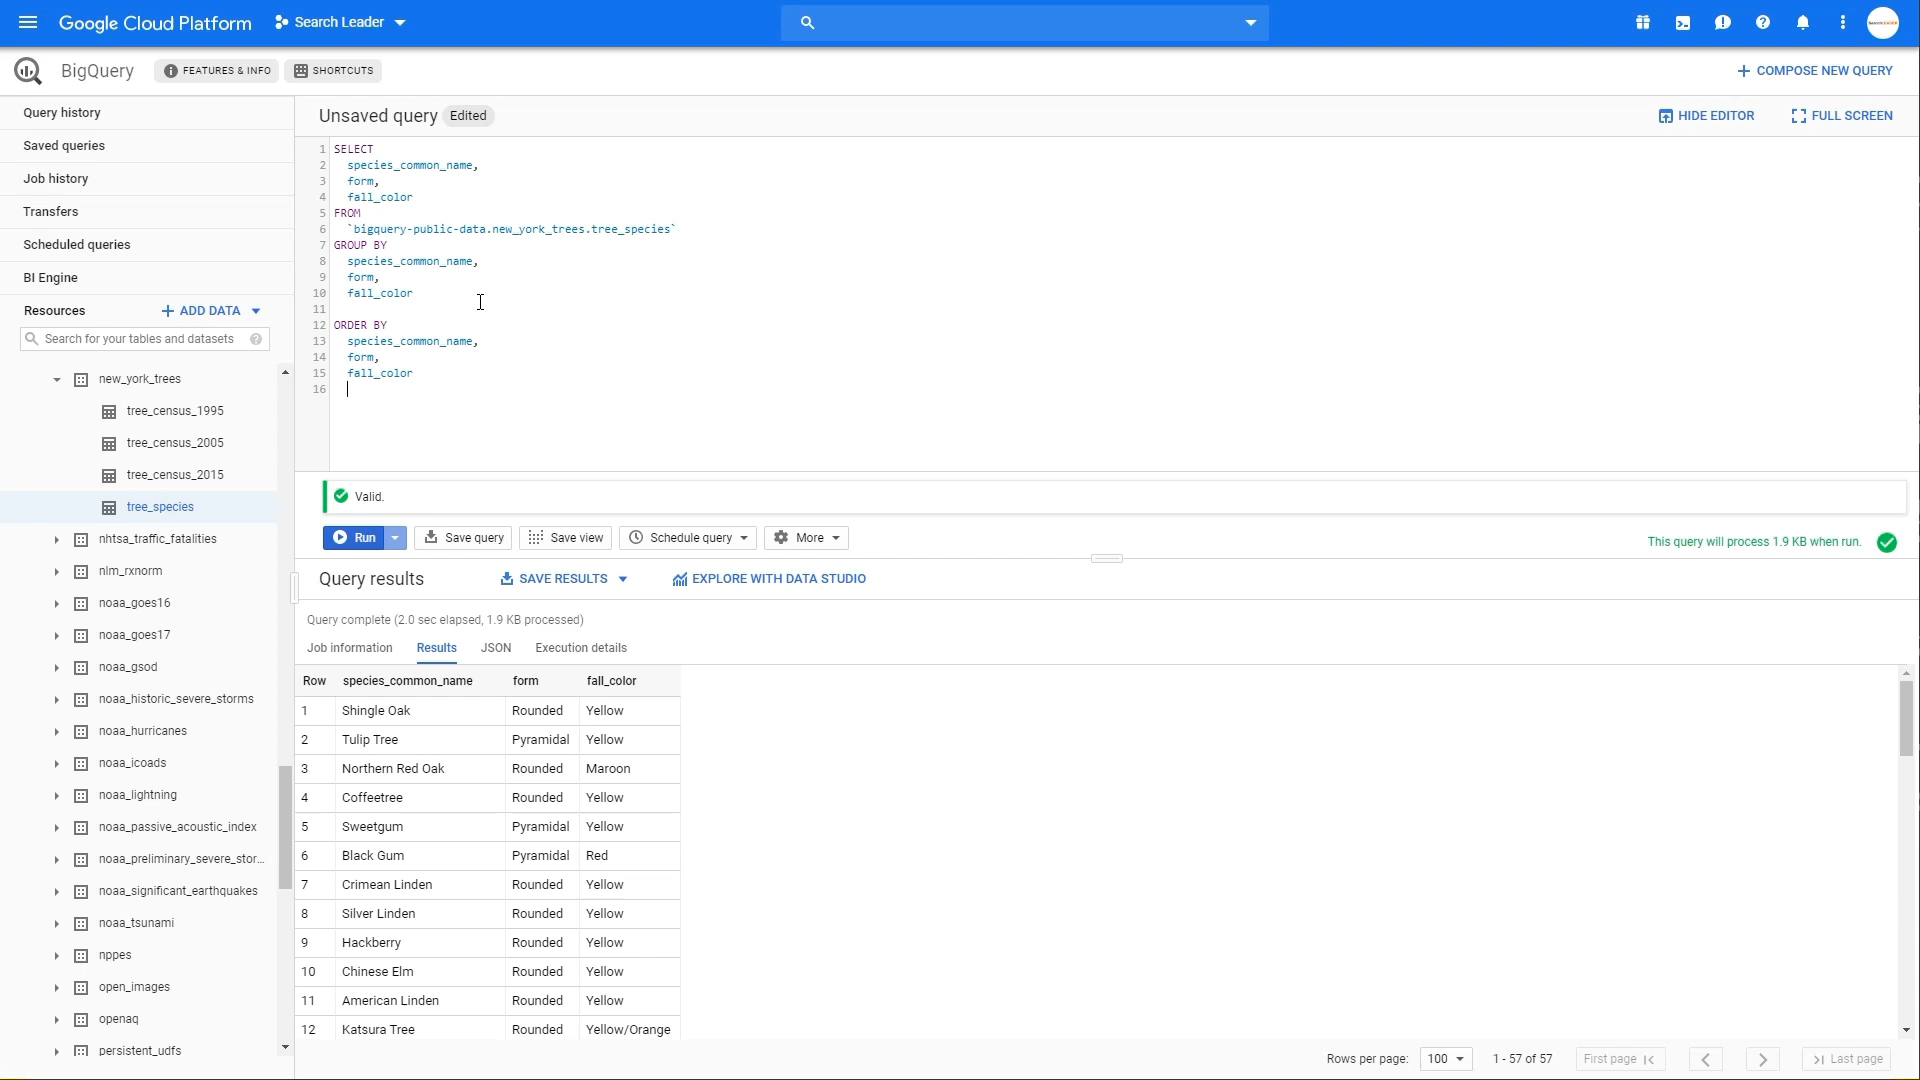 Google Cloud Platform
Search Leader
BigQuery
FEATURES & INFO
SHORTCUTS
COMPOSE NEW QUERY
Query history
Saved queries
Job history
Transfers
Scheduled queries
BI Engine
Resources
ADD DATA
Search for your tables and datasets
new_york_trees
tree_census_1995
tree_census_2005
tree_census_2015
tree_species
nhtsa_traffic_fatalities
nlm_rxnorm
noaa_goes16
noaa_goes17
noaa_gsod
noaa_historic_severe_storms
noaa_hurricanes
noaa_icoads
noaa_lightning
noaa_passive_acoustic_index
noaa_preliminary_severe_stor...
noaa_significant_earthquakes
noaa_tsunami
nppes
open_images
openaq
persistent_udfs
Unsaved query Edited
HIDE EDITOR
FULL SCREEN
1 SELECT
2 species_common_name,
3 form,
4 fall_color
5 FROM
6 `bigquery-public-data.new_york_trees.tree_species`
7 GROUP BY
8 species_common_name,
9 form,
10 fall_color
11
12 ORDER BY
13 species_common_name,
14 form,
15 fall_color
16
Valid.
Run
Save query
Save view
Schedule query
More
This query will process 1.9 KB when run.
Query results
SAVE RESULTS
EXPLORE WITH DATA STUDIO
Query complete (2.0 sec elapsed, 1.9 KB processed)
Job information Results JSON Execution details
Row species_common_name form fall_color
1 Shingle Oak Rounded Yellow
2 Tulip Tree Pyramidal Yellow
3 Northern Red Oak Rounded Maroon
4 Coffeetree Rounded Yellow
5 Sweetgum Pyramidal Yellow
6 Black Gum Pyramidal Red
7 Crimean Linden Rounded Yellow
8 Silver Linden Rounded Yellow
9 Hackberry Rounded Yellow
10 Chinese Elm Rounded Yellow
11 American Linden Rounded Yellow
12 Katsura Tree Rounded Yellow/Orange
Rows per page: 100 1 - 57 of 57 First page Last page